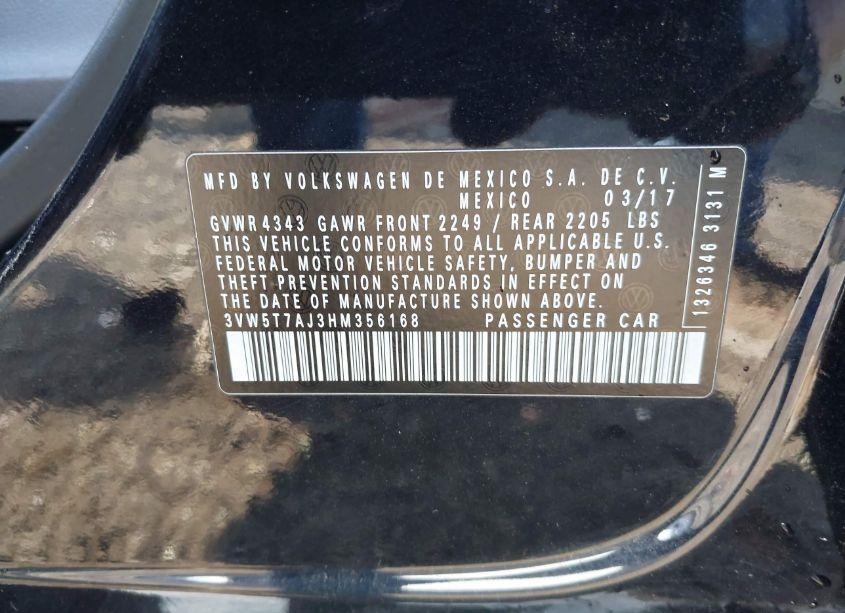 MFD BY VOLKSWAGEN DE MEXICO S.A. DE C.V.
MEXICO 03/17
GVWR 4343 GAWR FRONT 2249 / REAR 2205 LBS
THIS VEHICLE CONFORMS TO ALL APPLICABLE U.S.
FEDERAL MOTOR VEHICLE SAFETY, BUMPER AND
THEFT PREVENTION STANDARDS IN EFFECT ON
THE DATE OF MANUFACTURE SHOWN ABOVE.
3VW5T7AJ3HM356168 PASSENGER CAR
1326346 3131 M